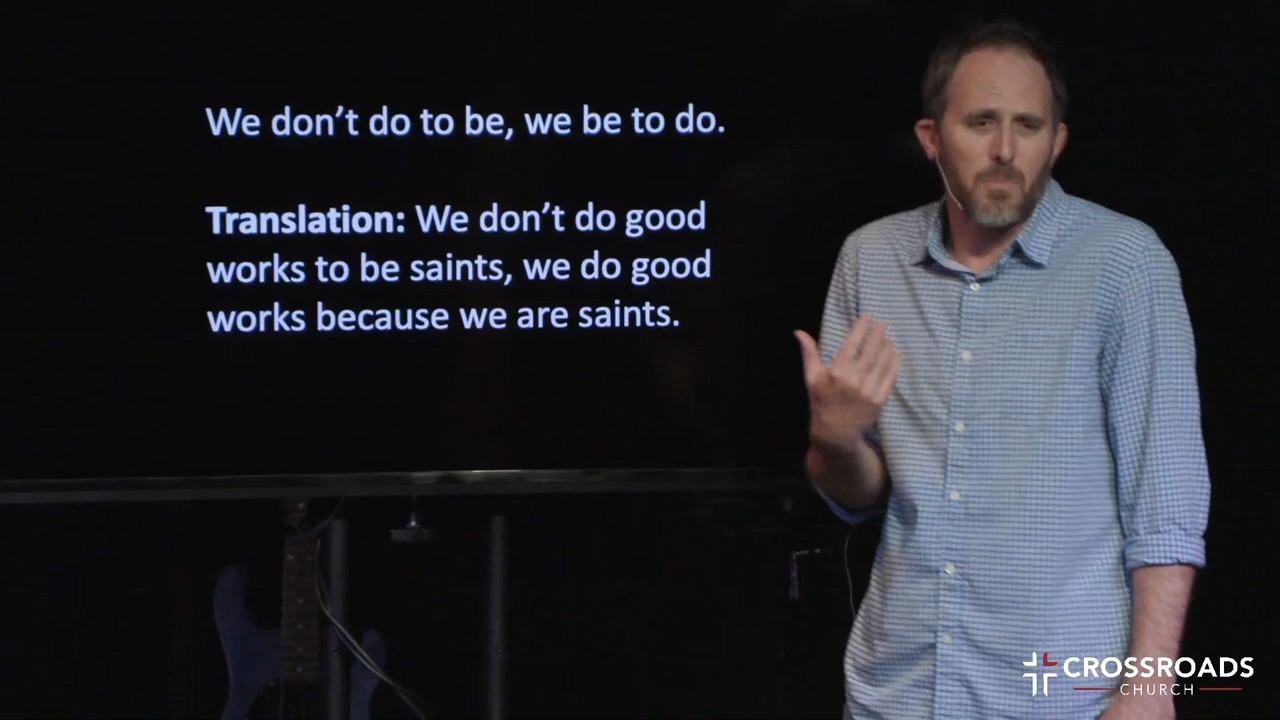 We don't do to be, we be to do.
Translation: We don't do good
works to be saints, we do good
works because we are saints.
CROSSROADS
CHURCH